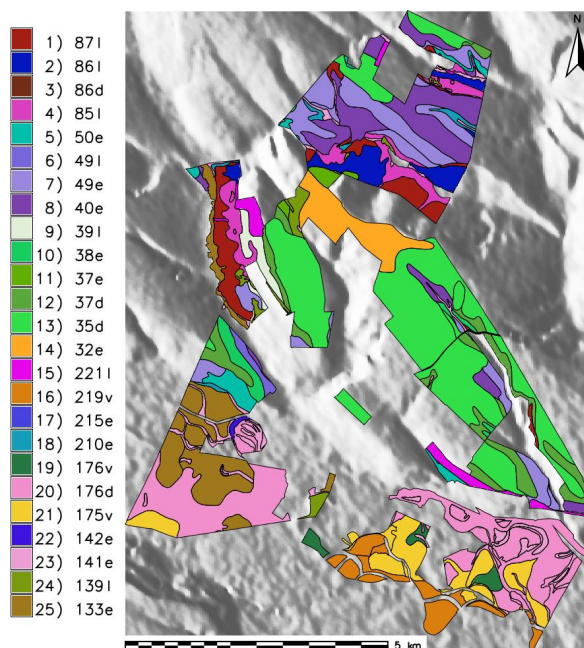 N
1) 87l
2) 86l
3) 86d
4) 85l
5) 50e
6) 49l
7) 49e
8) 40e
9) 39l
10) 38e
11) 37e
12) 37d
13) 35d
14) 32e
15) 221l
16) 219v
17) 215e
18) 210e
19) 176v
20) 176d
21) 175v
22) 142e
23) 141e
24) 139l
25) 133e
5 km